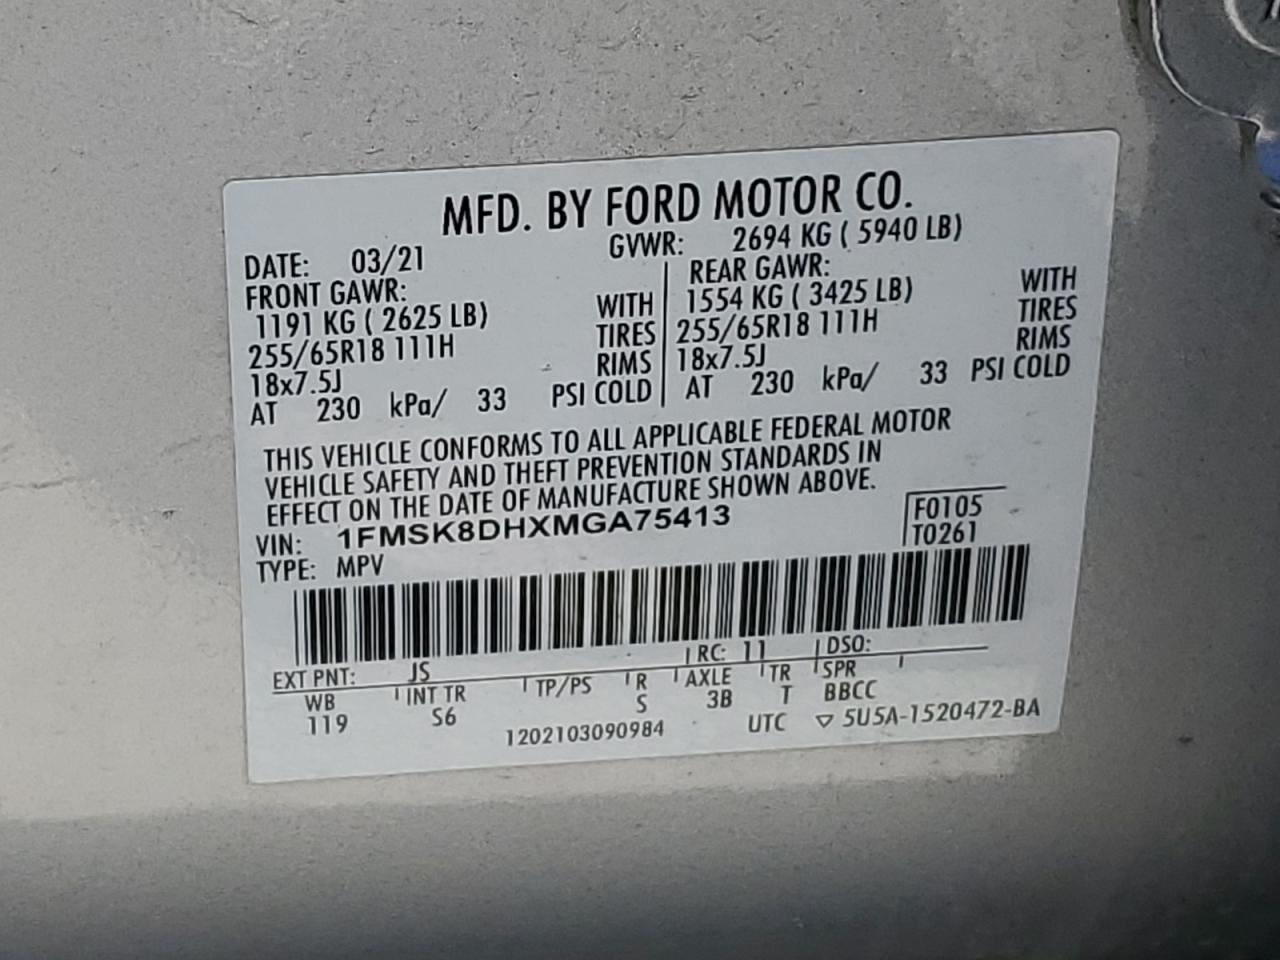 MFD. BY FORD MOTOR CO.
DATE: 03/21 GVWR: 2694 KG ( 5940 LB)
FRONT GAWR: REAR GAWR:
1191 KG ( 2625 LB) WITH 1554 KG ( 3425 LB) WITH
255/65R18 111H TIRES 255/65R18 111H TIRES
18x7.5J RIMS 18x7.5J RIMS
AT 230 kPa/ 33 PSI COLD AT 230 kPa/ 33 PSI COLD
THIS VEHICLE CONFORMS TO ALL APPLICABLE FEDERAL MOTOR
VEHICLE SAFETY AND THEFT PREVENTION STANDARDS IN
EFFECT ON THE DATE OF MANUFACTURE SHOWN ABOVE.
VIN: 1FMSK8DHXMGA75413 F0105
TYPE: MPV T0261
EXT PNT: JS RC: 11 DSO:
WB INT TR TP/PS R AXLE TR SPR
119 S6 S 3B T BBCC
1202103090984 UTC ▽ 5U5A-1520472-BA